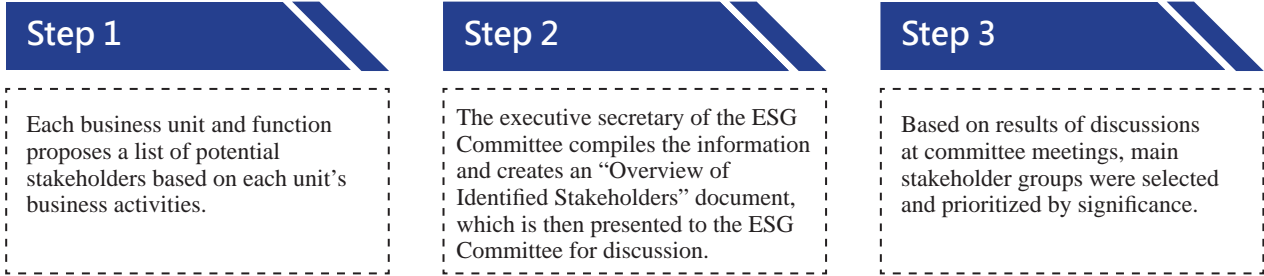 Step 1
Each business unit and function
proposes a list of potential
stakeholders based on each unit’s
business activities.
Step 2
The executive secretary of the ESG
Committee compiles the information
and creates an “Overview of
Identified Stakeholders” document,
which is then presented to the ESG
Committee for discussion.
Step 3
Based on results of discussions
at committee meetings, main
stakeholder groups were selected
and prioritized by significance.